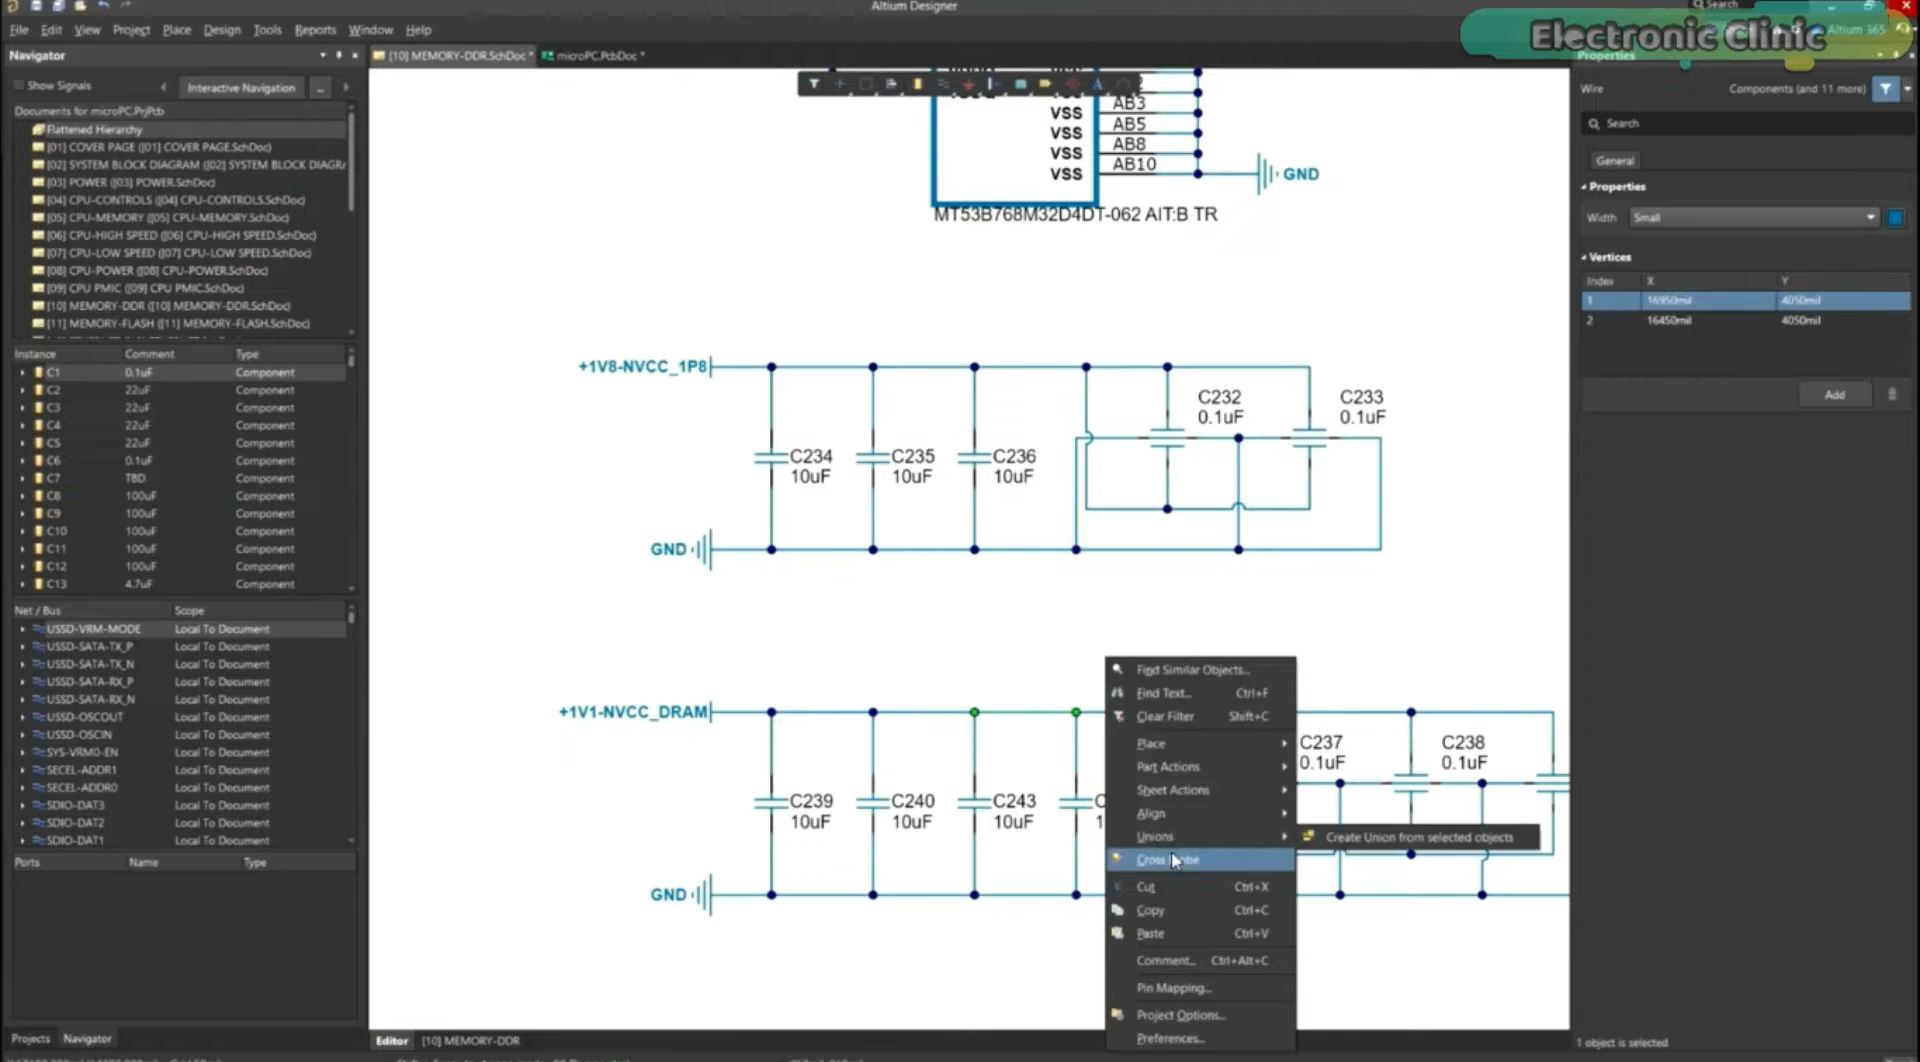 Altium Designer
Search
Electronic Clinic
Altium 365
File Edit View Project Place Design Tools Reports Window Help
Navigator
[10] MEMORY-DDR.SchDoc *
microPC.PcbDoc *
Properties
Show Signals
Interactive Navigation
...
Documents for microPC.PrjPcb
Flattened Hierarchy
[01] COVER PAGE ([01] COVER PAGE.SchDoc)
[02] SYSTEM BLOCK DIAGRAM ([02] SYSTEM BLOCK DIAGRA
[03] POWER ([03] POWER.SchDoc)
[04] CPU-CONTROLS ([04] CPU-CONTROLS.SchDoc)
[05] CPU-MEMORY ([05] CPU-MEMORY.SchDoc)
[06] CPU-HIGH SPEED ([06] CPU-HIGH SPEED.SchDoc)
[07] CPU-LOW SPEED ([07] CPU-LOW SPEED.SchDoc)
[08] CPU-POWER ([08] CPU-POWER.SchDoc)
[09] CPU PMIC ([09] CPU PMIC.SchDoc)
[10] MEMORY-DDR ([10] MEMORY-DDR.SchDoc)
[11] MEMORY-FLASH ([11] MEMORY-FLASH.SchDoc)
Instance Comment Type
C1 0.1uF Component
C2 22uF Component
C3 22uF Component
C4 22uF Component
C5 22uF Component
C6 0.1uF Component
C7 TBD Component
C8 100uF Component
C9 100uF Component
C10 100uF Component
C11 100uF Component
C12 100uF Component
C13 4.7uF Component
Net / Bus Scope
USSD-VRM-MODE Local To Document
USSD-SATA-TX_P Local To Document
USSD-SATA-TX_N Local To Document
USSD-SATA-RX_P Local To Document
USSD-SATA-RX_N Local To Document
USSD-OSCOUT Local To Document
USSD-OSCIN Local To Document
SYS-VRM0-EN Local To Document
SECEL-ADDR1 Local To Document
SECEL-ADDR0 Local To Document
SDIO-DAT3 Local To Document
SDIO-DAT2 Local To Document
SDIO-DAT1 Local To Document
Ports Name Type
Projects Navigator
VSS AB3
VSS AB5
VSS AB8
VSS AB10
GND
MT53B768M32D4DT-062 AIT:B TR
+1V8-NVCC_1P8
C232
0.1uF
C233
0.1uF
C234
10uF
C235
10uF
C236
10uF
GND
+1V1-NVCC_DRAM
C237
0.1uF
C238
0.1uF
C239
10uF
C240
10uF
C243
10uF
GND
Find Similar Objects...
Find Text... Ctrl+F
Clear Filter Shift+C
Place
Part Actions
Sheet Actions
Align
Unions
Create Union from selected objects
Cross Probe
Cut Ctrl+X
Copy Ctrl+C
Paste Ctrl+V
Comment... Ctrl+Alt+C
Pin Mapping...
Project Options...
Preferences...
Editor [10] MEMORY-DDR
Wire Components (and 11 more)
Search
General
Properties
Width Small
Vertices
Index X Y
1 16950mil 4050mil
2 16450mil 4050mil
Add
1 object is selected